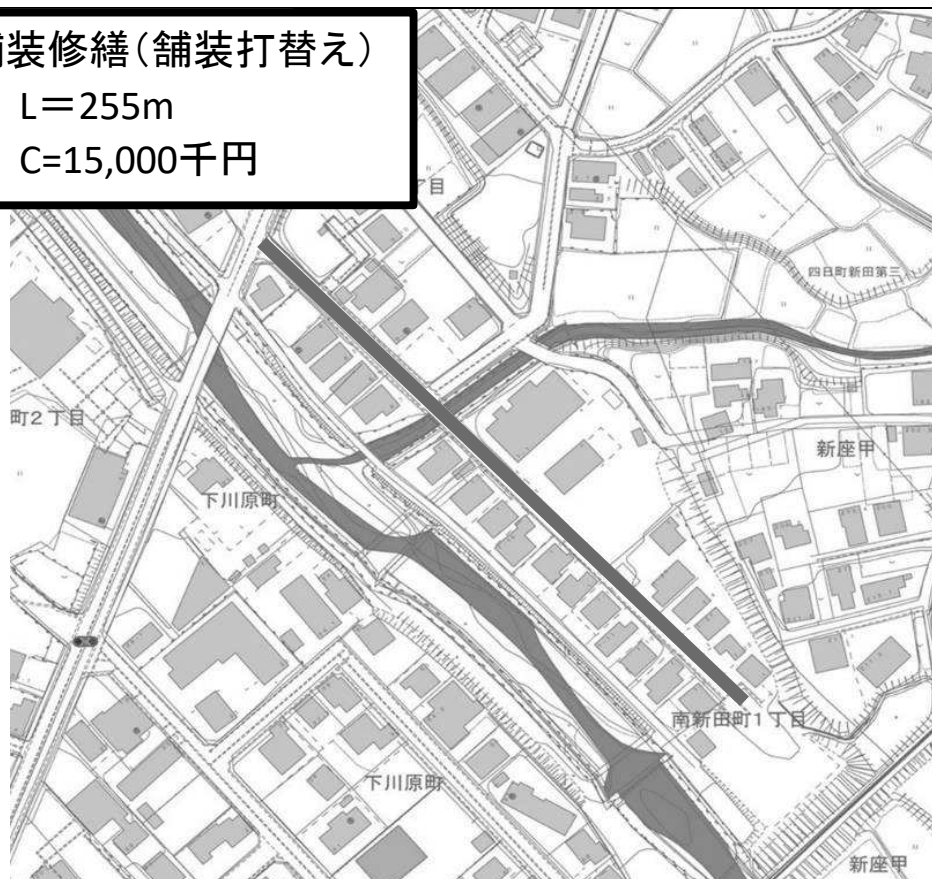 舗装修繕(舗装打替え)
L=255m
C=15,000千円
丁目
四日町新田第三
町2丁目
新座甲
下川原町
南新田町1丁目
下川原町
新座甲